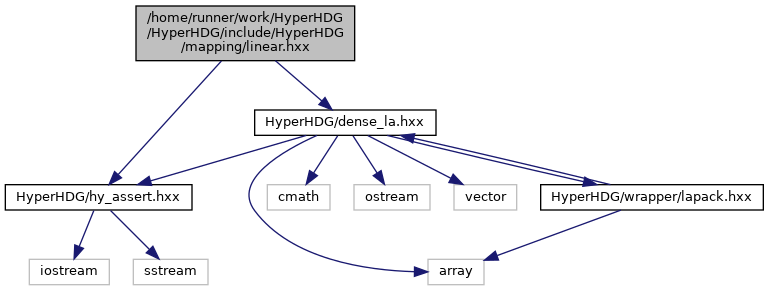 /home/runner/work/HyperHDG
/HyperHDG/include/HyperHDG
/mapping/linear.hxx
HyperHDG/dense_la.hxx
HyperHDG/hy_assert.hxx
cmath
ostream
vector
HyperHDG/wrapper/lapack.hxx
iostream
sstream
array